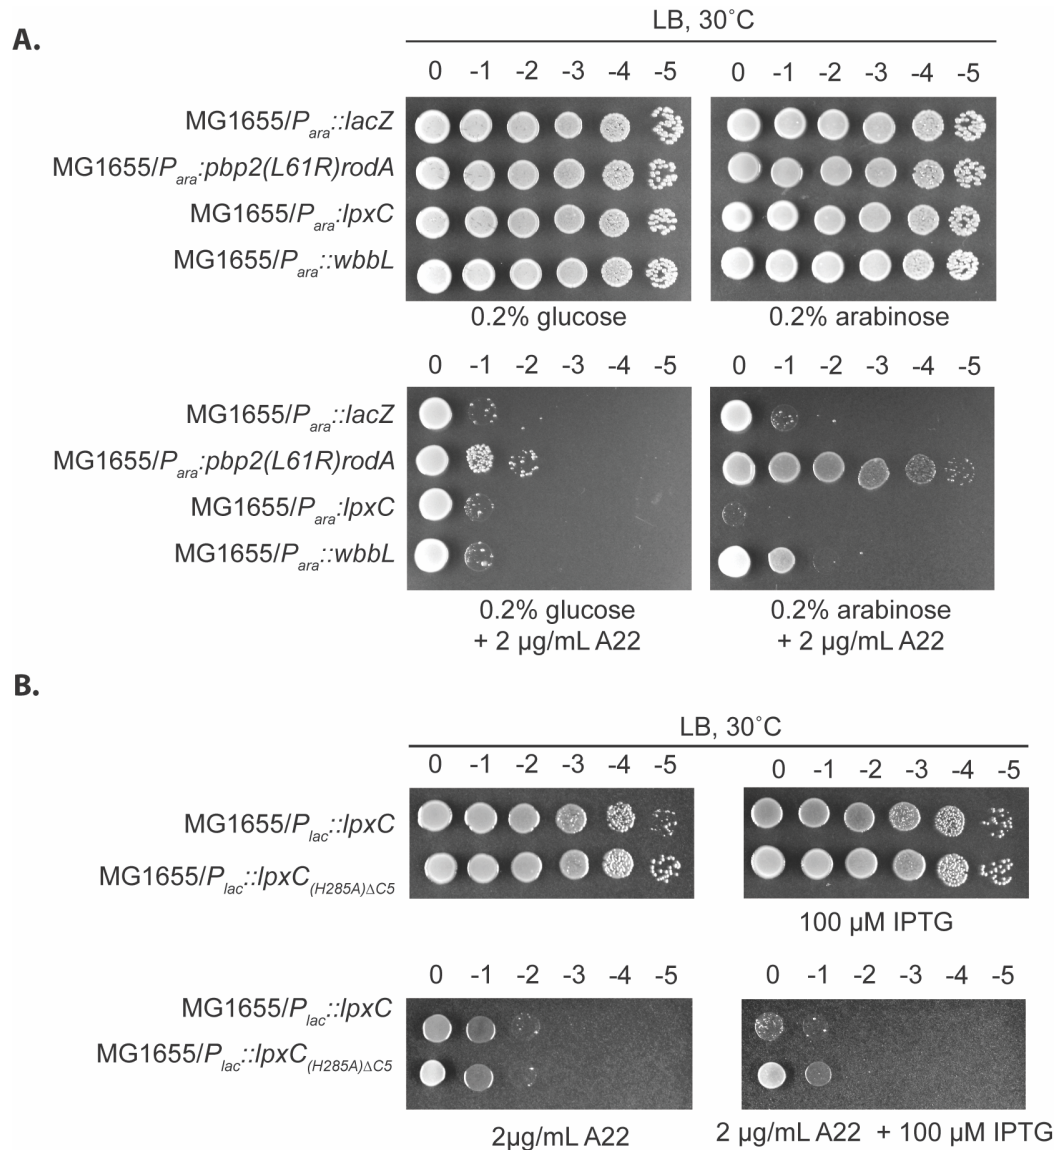 A.
LB, 30˚C
0 -1 -2 -3 -4 -5 0 -1 -2 -3 -4 -5
MG1655/Para::lacZ
MG1655/Para:pbp2(L61R)rodA
MG1655/Para:lpxC
MG1655/Para::wbbL
0.2% glucose 0.2% arabinose
0 -1 -2 -3 -4 -5 0 -1 -2 -3 -4 -5
MG1655/Para::lacZ
MG1655/Para:pbp2(L61R)rodA
MG1655/Para:lpxC
MG1655/Para::wbbL
0.2% glucose 0.2% arabinose
+ 2 µg/mL A22 + 2 µg/mL A22
B.
LB, 30˚C
0 -1 -2 -3 -4 -5 0 -1 -2 -3 -4 -5
MG1655/Plac::lpxC
MG1655/Plac::lpxC(H285A)ΔC5
100 µM IPTG
0 -1 -2 -3 -4 -5 0 -1 -2 -3 -4 -5
MG1655/Plac::lpxC
MG1655/Plac::lpxC(H285A)ΔC5
2µg/mL A22 2 µg/mL A22 + 100 µM IPTG